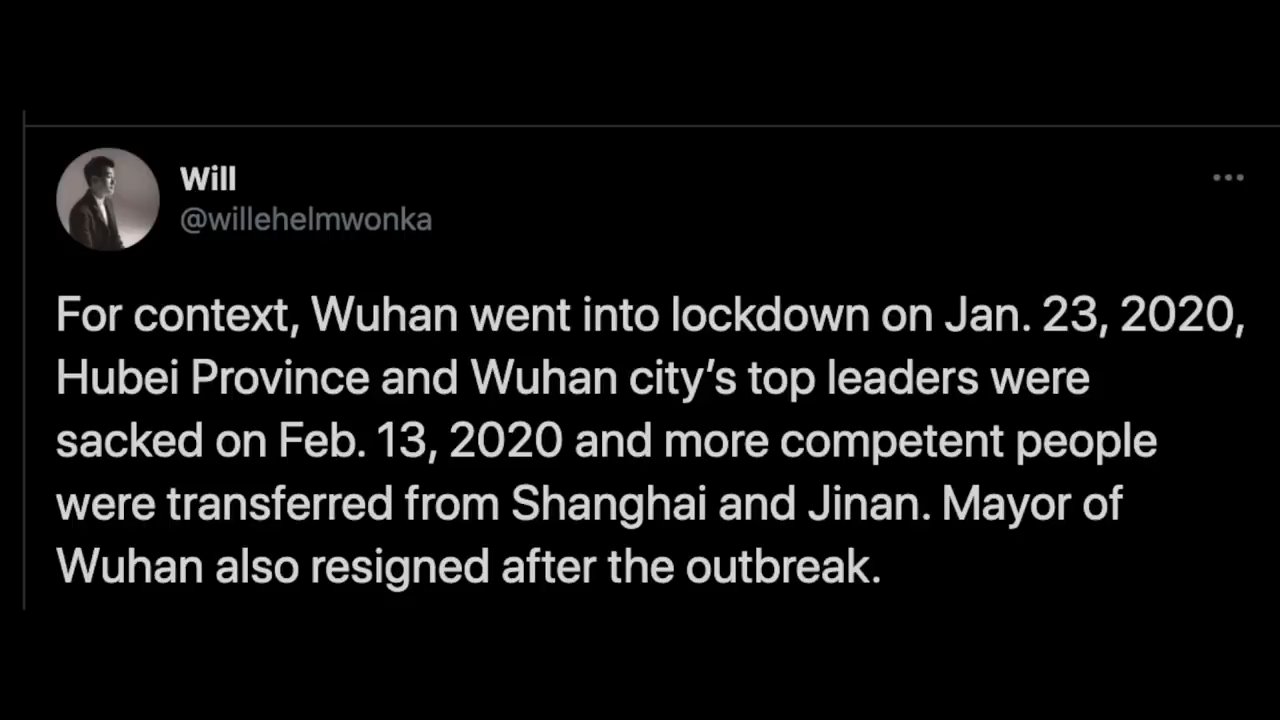 Will
@willehelmwonka
For context, Wuhan went into lockdown on Jan. 23, 2020,
Hubei Province and Wuhan city’s top leaders were
sacked on Feb. 13, 2020 and more competent people
were transferred from Shanghai and Jinan. Mayor of
Wuhan also resigned after the outbreak.